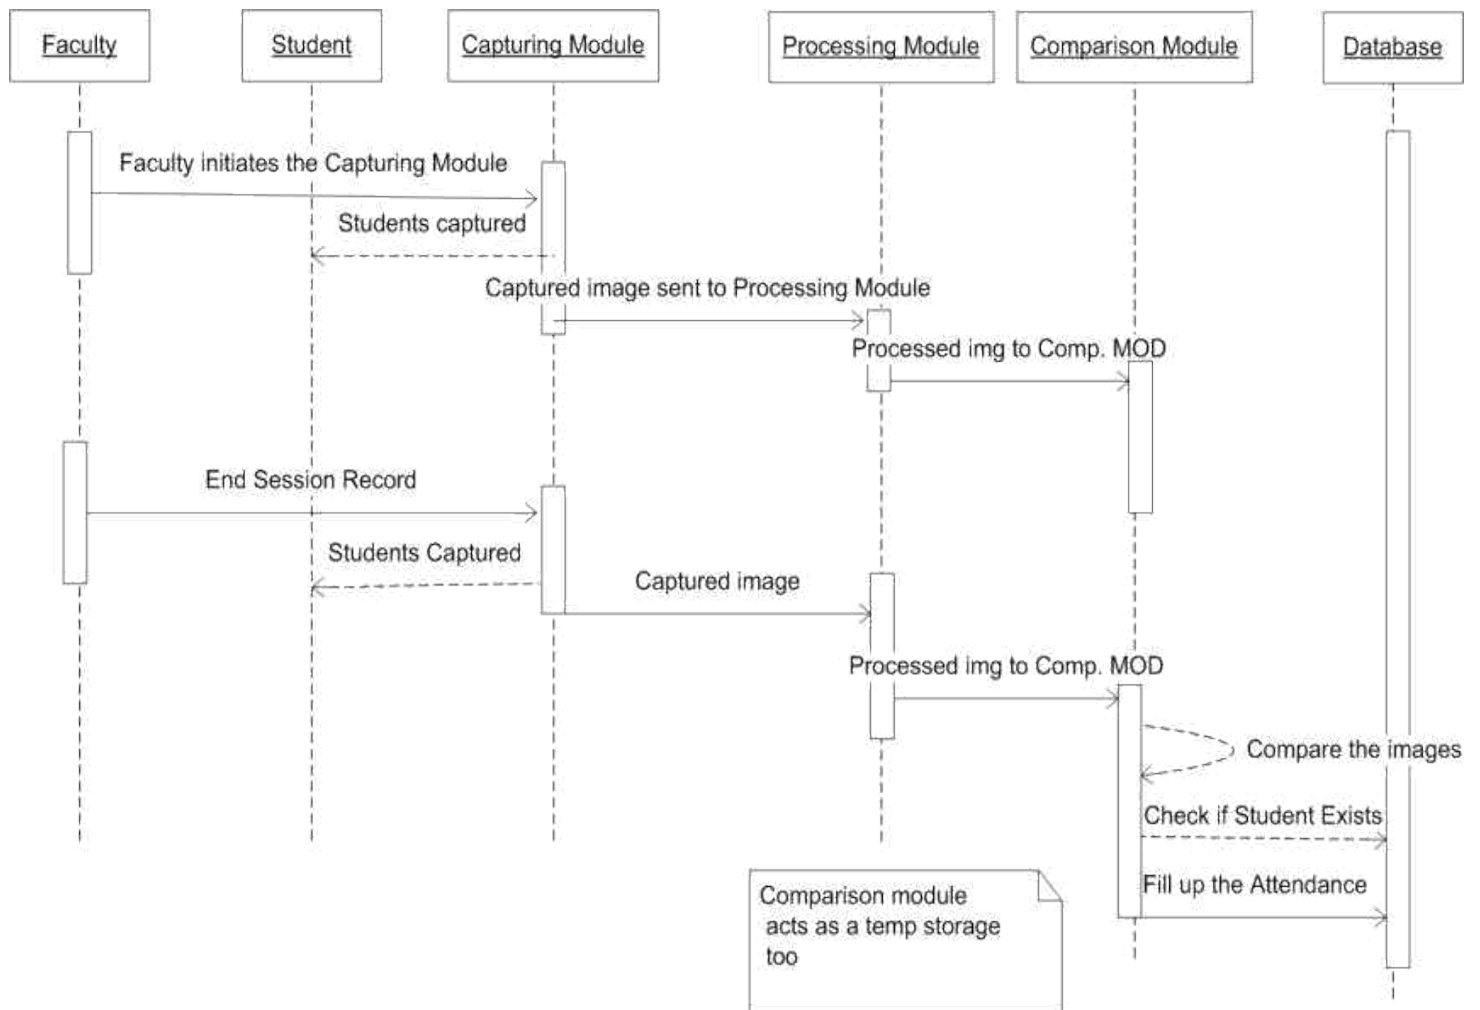 Faculty
Student
Capturing Module
Processing Module
Comparison Module
Database
Faculty initiates the Capturing Module
Students captured
Captured image sent to Processing Module
Processed img to Comp. MOD
End Session Record
Students Captured
Captured image
Processed img to Comp. MOD
Compare the images
Check if Student Exists
Fill up the Attendance
Comparison module
acts as a temp storage
too